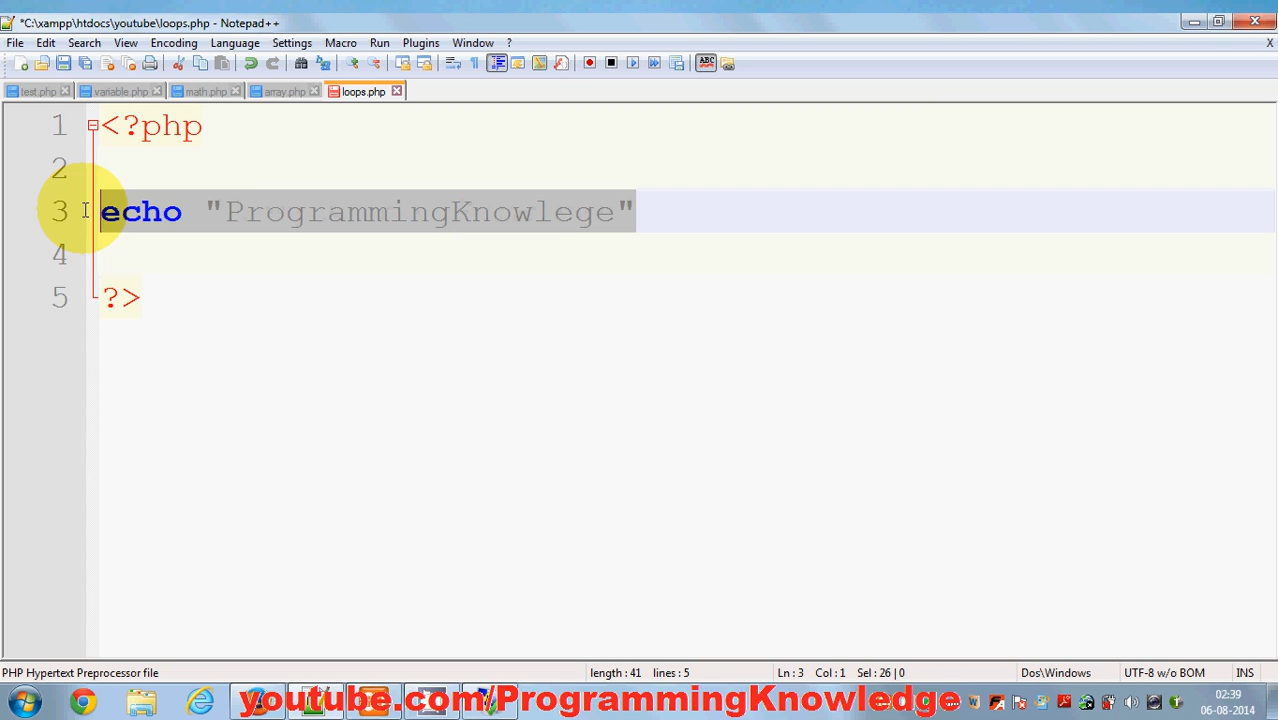 *C:\xampp\htdocs\youtube\loops.php - Notepad++
File Edit Search View Encoding Language Settings Macro Run Plugins Window ? X
ABC
test.php variable.php math.php array.php loops.php
1 <?php
2
3 echo "ProgrammingKnowlege"
4
5 ?>
PHP Hypertext Preprocessor file length : 41 lines : 5 Ln : 3 Col : 1 Sel : 26 | 0 Dos\Windows UTF-8 w/o BOM INS
youtube.com/ProgrammingKnowledge
02:39
06-08-2014